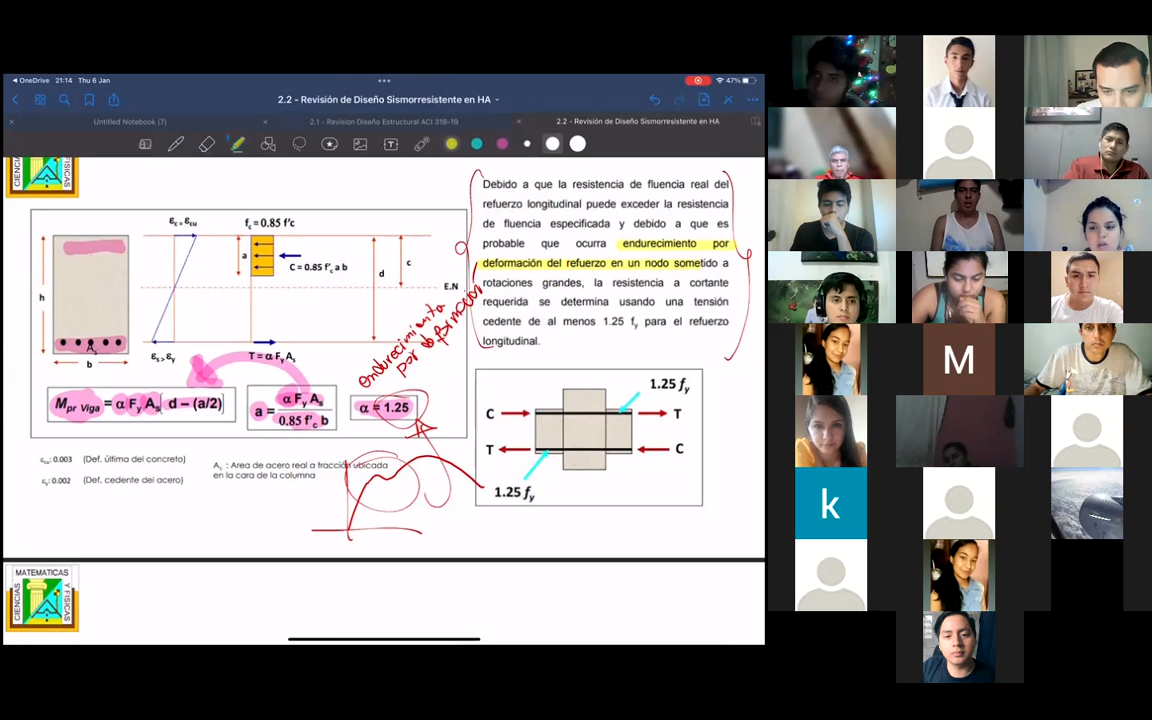 OneDrive 21:14 Thu 6 Jan
47%
2.2 - Revisión de Diseño Sismorresistente en HA
Untitled Notebook (7)
2.1 - Revision Diseño Estructural ACI 318-19
2.2 - Revisión de Diseño Sismorresistente en HA
CIENCIAS
Y FISICAS
εc = εcu
fc = 0.85 f'c
a
C = 0.85 f'c a b
d
c
h
E.N
As
b
εs > εy
T = α Fy As
Mpr Viga = α Fy As[ d – (a/2)
a = α Fy As
0.85 f'c b
α = 1.25
εcu: 0.003 (Def. última del concreto)
εy: 0.002 (Def. cedente del acero)
As : Area de acero real a tracción ubicada
en la cara de la columna
endurecimiento
por deformación
Debido a que la resistencia de fluencia real del
refuerzo longitudinal puede exceder la resistencia
de fluencia especificada y debido a que es
probable que ocurra endurecimiento por
deformación del refuerzo en un nodo sometido a
rotaciones grandes, la resistencia a cortante
requerida se determina usando una tensión
cedente de al menos 1.25 fy para el refuerzo
longitudinal.
1.25 fy
C T
T C
1.25 fy
MATEMATICAS
CIENCIAS
Y FISICAS
M
k